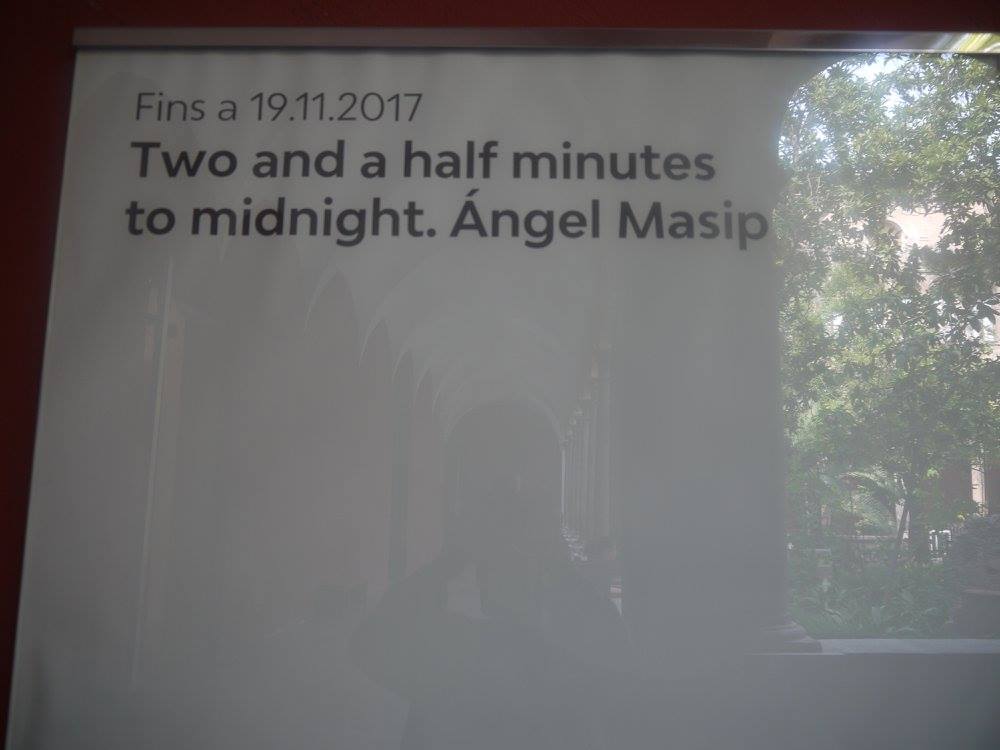 Fins a 19.11.2017
Two and a half minutes
to midnight. Ángel Masip